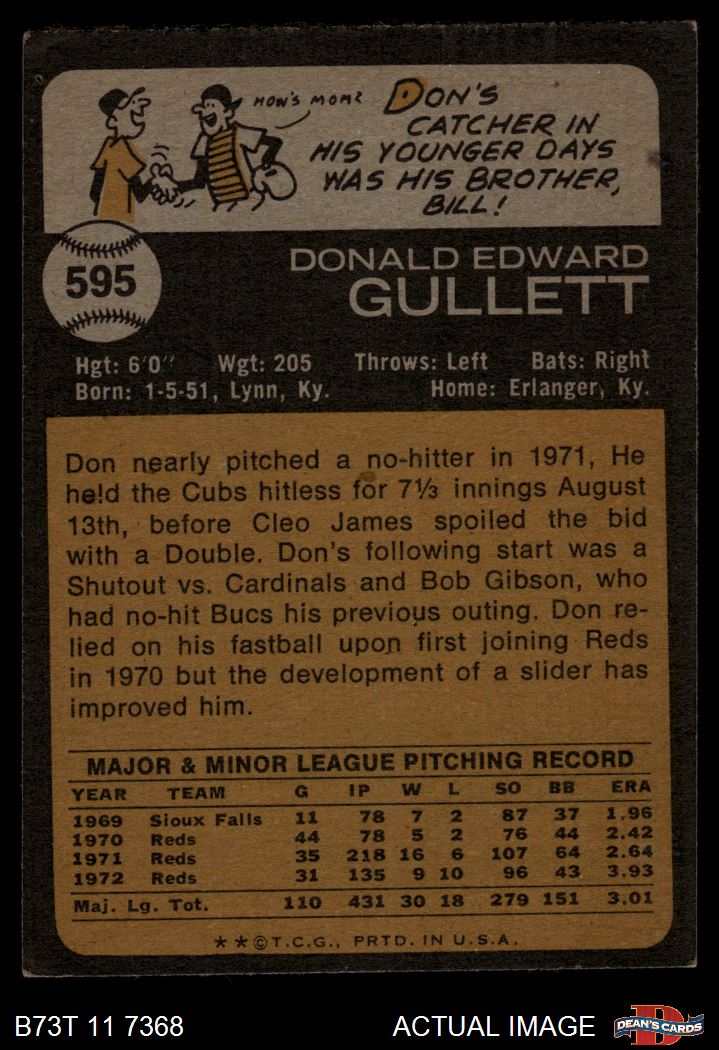 HOW'S MOM?
DON'S
CATCHER IN
HIS YOUNGER DAYS
WAS HIS BROTHER,
BILL!
595
DONALD EDWARD
GULLETT
Hgt: 6'0" Wgt: 205 Throws: Left Bats: Right
Born: 1-5-51, Lynn, Ky. Home: Erlanger, Ky.
Don nearly pitched a no-hitter in 1971, He
held the Cubs hitless for 7⅓ innings August
13th, before Cleo James spoiled the bid
with a Double. Don's following start was a
Shutout vs. Cardinals and Bob Gibson, who
had no-hit Bucs his previous outing. Don re-
lied on his fastball upon first joining Reds
in 1970 but the development of a slider has
improved him.
MAJOR & MINOR LEAGUE PITCHING RECORD
YEAR TEAM G IP W L SO BB ERA
1969 Sioux Falls 11 78 7 2 87 37 1.96
1970 Reds 44 78 5 2 76 44 2.42
1971 Reds 35 218 16 6 107 64 2.64
1972 Reds 31 135 9 10 96 43 3.93
Maj. Lg. Tot. 110 431 30 18 279 151 3.01
**©T.C.G., PRTD. IN U.S.A.
B73T 11 7368 ACTUAL IMAGE D DEAN'S CARDS